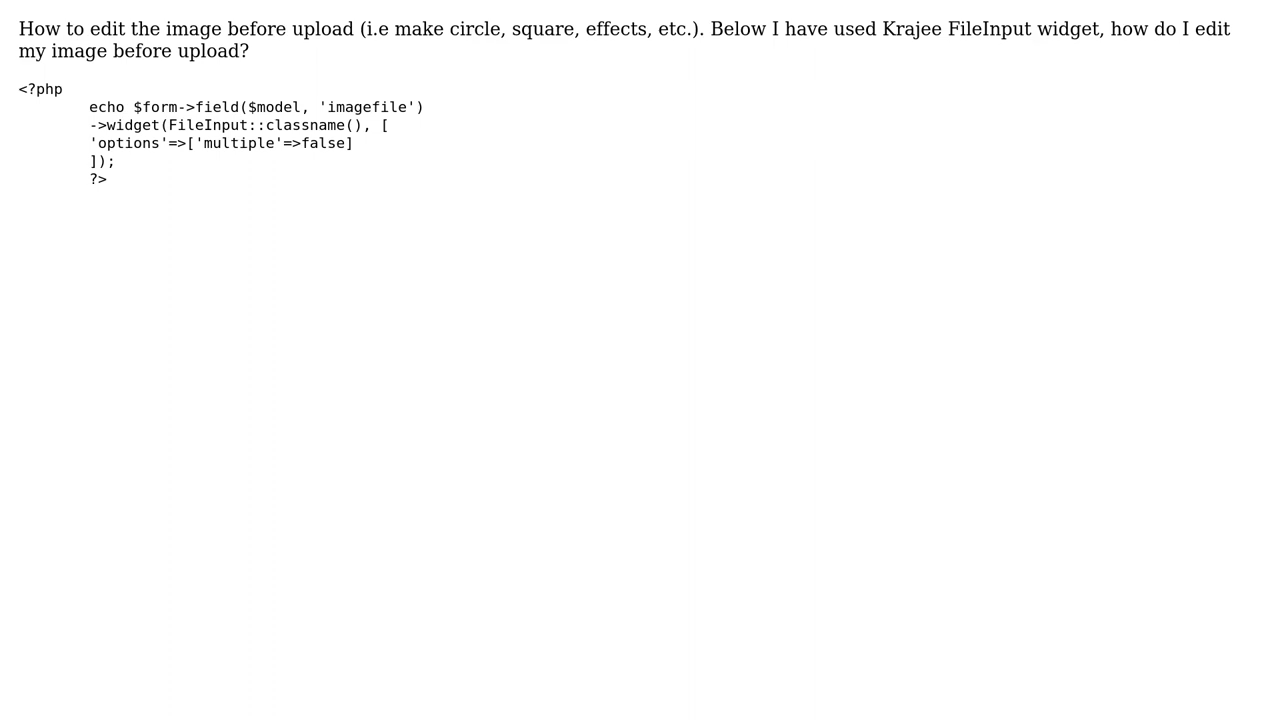 How to edit the image before upload (i.e make circle, square, effects, etc.). Below I have used Krajee FileInput widget, how do I edit
my image before upload?
<?php
echo $form->field($model, 'imagefile')
->widget(FileInput::classname(), [
'options'=>['multiple'=>false]
]);
?>